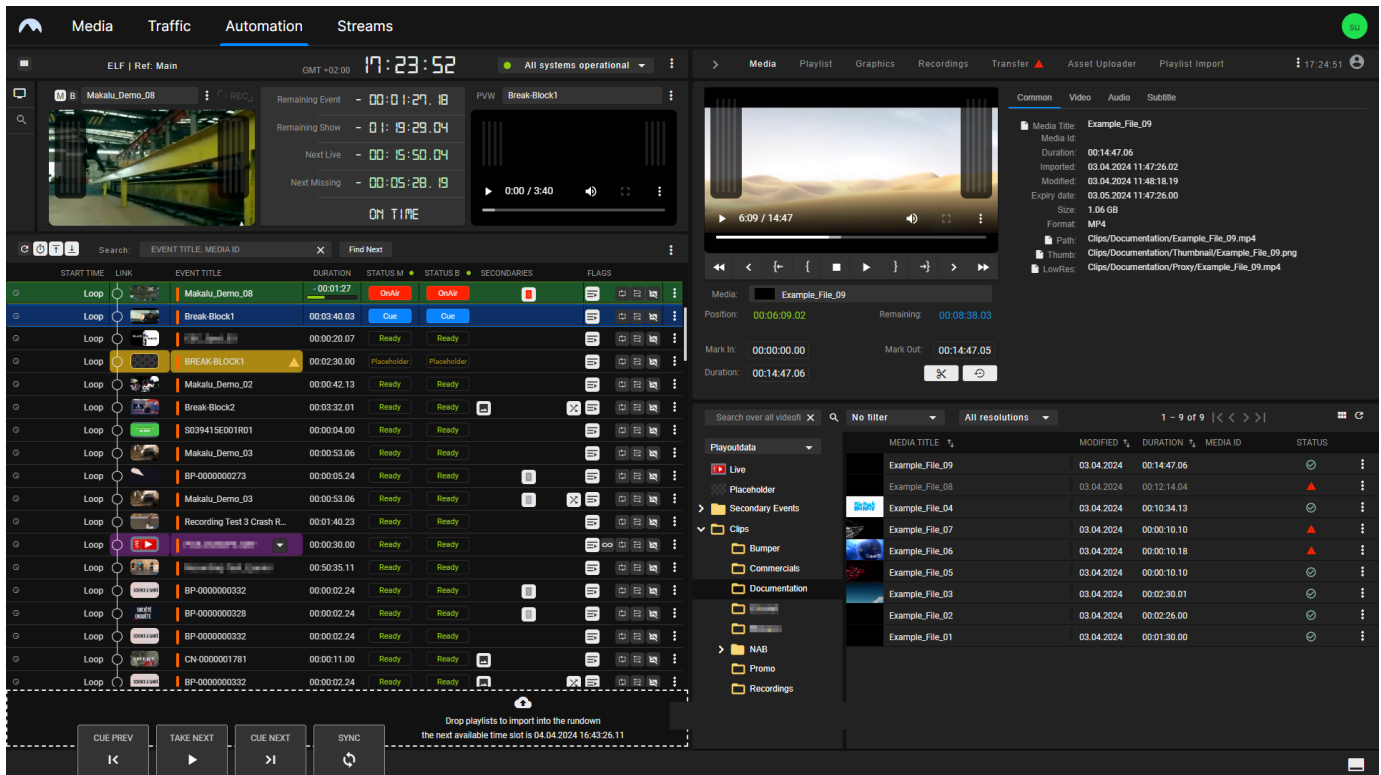 Media Traffic Automation Streams
su
ELF | Ref: Main GMT +02:00 17:23:52 All systems operational
M B Makalu_Demo_08 REC
Remaining Event - 00:01:27.18
Remaining Show - 01:19:29.04
Next Live - 00:15:50.04
Next Missing - 00:05:28.19
ON TIME
PVW Break-Block1
0:00 / 3:40
Search: EVENT TITLE, MEDIA ID Find Next
START TIME LINK EVENT TITLE DURATION STATUS M STATUS B SECONDARIES FLAGS
Loop Makalu_Demo_08 - 00:01:27 OnAir OnAir
Loop Break-Block1 00:03:40.03 Cue Cue
Loop 00:00:20.07 Ready Ready
Loop BREAK-BLOCK1 00:02:30.00 Placeholder Placeholder
Loop Makalu_Demo_02 00:00:42.13 Ready Ready
Loop Break-Block2 00:03:32.01 Ready Ready
Loop S039415E001R01 00:00:04.00 Ready Ready
Loop Makalu_Demo_03 00:00:53.06 Ready Ready
Loop BP-0000000273 00:00:05.24 Ready Ready
Loop Makalu_Demo_03 00:00:53.06 Ready Ready
Loop Recording Test 3 Crash R... 00:01:40.23 Ready Ready
Loop 00:00:30.00 Ready Ready
Loop 00:50:35.11 Ready Ready
Loop BP-0000000332 00:00:02.24 Ready Ready
Loop BP-0000000328 00:00:02.24 Ready Ready
Loop BP-0000000332 00:00:02.24 Ready Ready
Loop CN-0000001781 00:00:11.00 Ready Ready
Loop BP-0000000332 00:00:02.24 Ready Ready
Drop playlists to import into the rundown
the next available time slot is 04.04.2024 16:43:26.11
CUE PREV TAKE NEXT CUE NEXT SYNC
Media Playlist Graphics Recordings Transfer Asset Uploader Playlist Import 17:24:51
6:09 / 14:47
Common Video Audio Subtitle
Media Title: Example_File_09
Media Id:
Duration: 00:14:47.06
Imported: 03.04.2024 11:47:26.02
Modified: 03.04.2024 11:48:18.19
Expiry date: 03.05.2024 11:47:26.00
Size: 1.06 GB
Format: MP4
Path: Clips/Documentation/Example_File_09.mp4
Thumb: Clips/Documentation/Thumbnail/Example_File_09.png
LowRes: Clips/Documentation/Proxy/Example_File_09.mp4
Media: Example_File_09
Position: 00:06:09.02 Remaining: 00:08:38.03
Mark In: 00:00:00.00 Mark Out: 00:14:47.05
Duration: 00:14:47.06
Search over all videofi No filter All resolutions 1 – 9 of 9
Playoutdata
Live
Placeholder
Secondary Events
Clips
Bumper
Commercials
Documentation
NAB
Promo
Recordings
MEDIA TITLE MODIFIED DURATION MEDIA ID STATUS
Example_File_09 03.04.2024 00:14:47.06
Example_File_08 03.04.2024 00:12:14.04
Example_File_04 03.04.2024 00:10:34.13
Example_File_07 03.04.2024 00:00:10.10
Example_File_06 03.04.2024 00:00:10.18
Example_File_05 03.04.2024 00:00:10.10
Example_File_03 03.04.2024 00:02:30.01
Example_File_02 03.04.2024 00:02:26.00
Example_File_01 03.04.2024 00:01:30.00